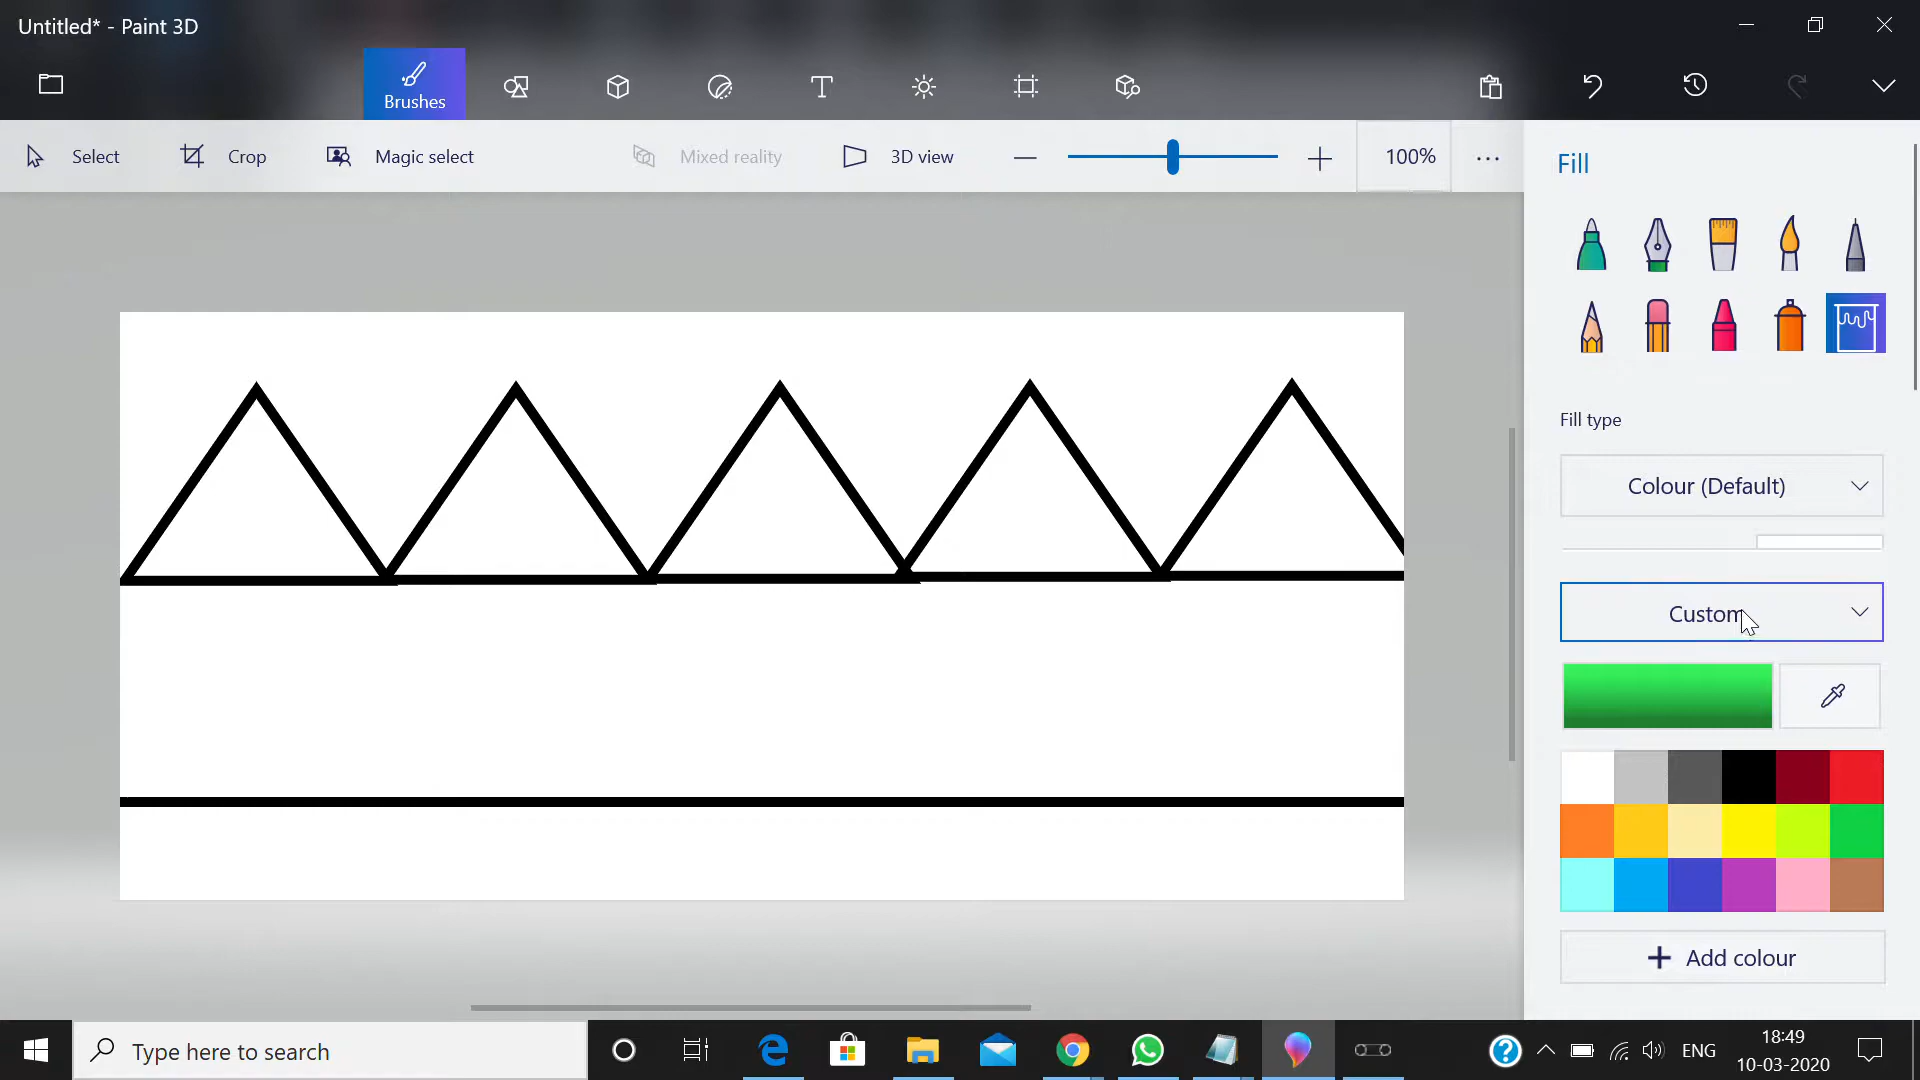 Untitled* - Paint 3D
Brushes
Select
Crop
Magic select
Mixed reality
3D view
100%
Fill
Fill type
Colour (Default)
Custom
Add colour
Type here to search
ENG
18:49
10-03-2020